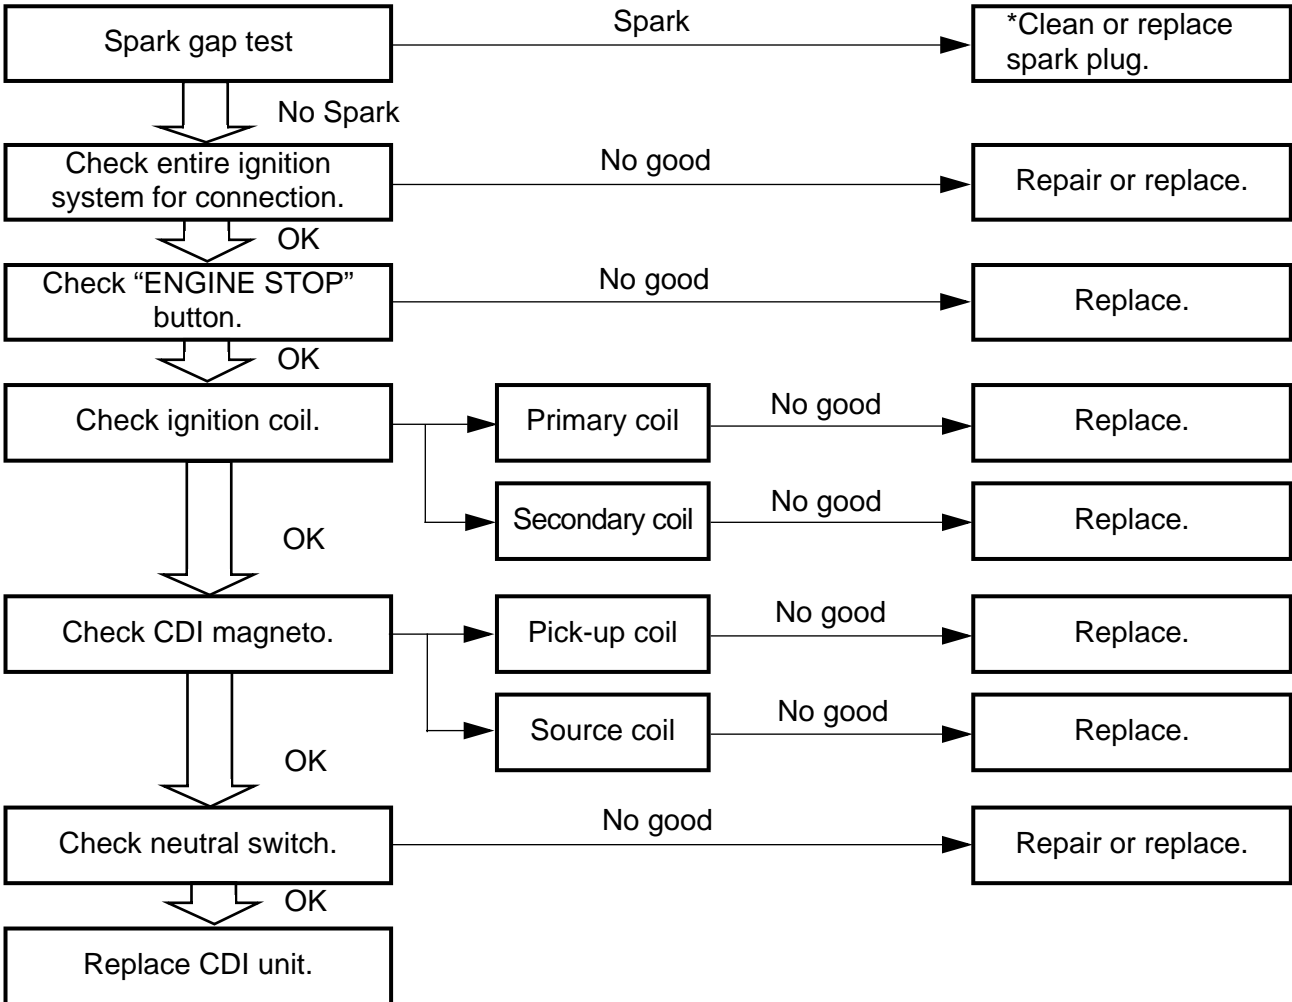 Spark gap test
Spark
*Clean or replace
spark plug.
No Spark
Check entire ignition
system for connection.
No good
Repair or replace.
OK
Check “ENGINE STOP”
button.
No good
Replace.
OK
Check ignition coil.
Primary coil
No good
Replace.
Secondary coil
No good
Replace.
OK
Check CDI magneto.
Pick-up coil
No good
Replace.
Source coil
No good
Replace.
OK
Check neutral switch.
No good
Repair or replace.
OK
Replace CDI unit.